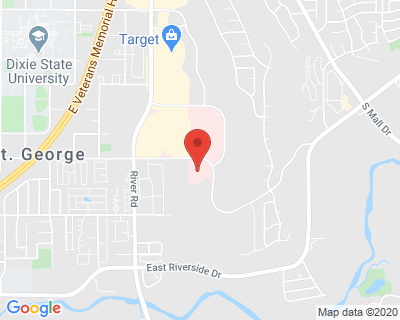 Target
Dixie State
University
E Veterans Memorial H
S Mall Dr
t. George
River Rd
East Riverside Dr
Google
Map data ©2020